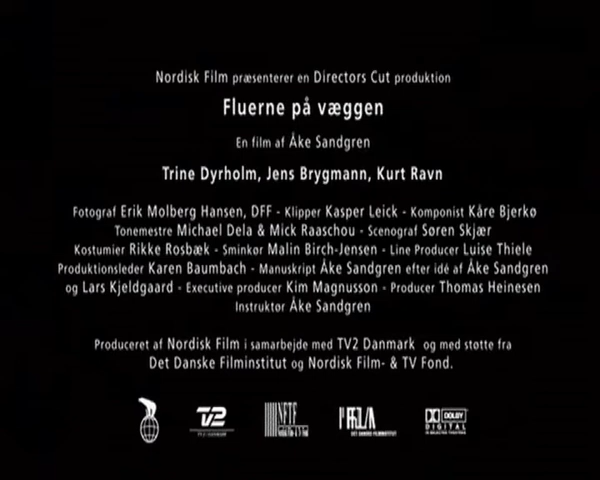 Nordisk Film præsenterer en Directors Cut produktion
Fluerne på væggen
En film af Åke Sandgren
Trine Dyrholm, Jens Brygmann, Kurt Ravn
Fotograf Erik Molberg Hansen, DFF - Klipper Kasper Leick - Komponist Kåre Bjerkø
Tonemestre Michael Dela & Mick Raaschou - Scenograf Søren Skjær
Kostumier Rikke Rosbæk - Sminkør Malin Birch-Jensen - Line Producer Luise Thiele
Produktionsleder Karen Baumbach - Manuskript Åke Sandgren efter idé af Åke Sandgren
og Lars Kjeldgaard - Executive producer Kim Magnusson - Producer Thomas Heinesen
Instruktør Åke Sandgren
Produceret af Nordisk Film i samarbejde med TV2 Danmark og med støtte fra
Det Danske Filminstitut og Nordisk Film- & TV Fond.
TV2 NFTF DOLBY
DIGITAL